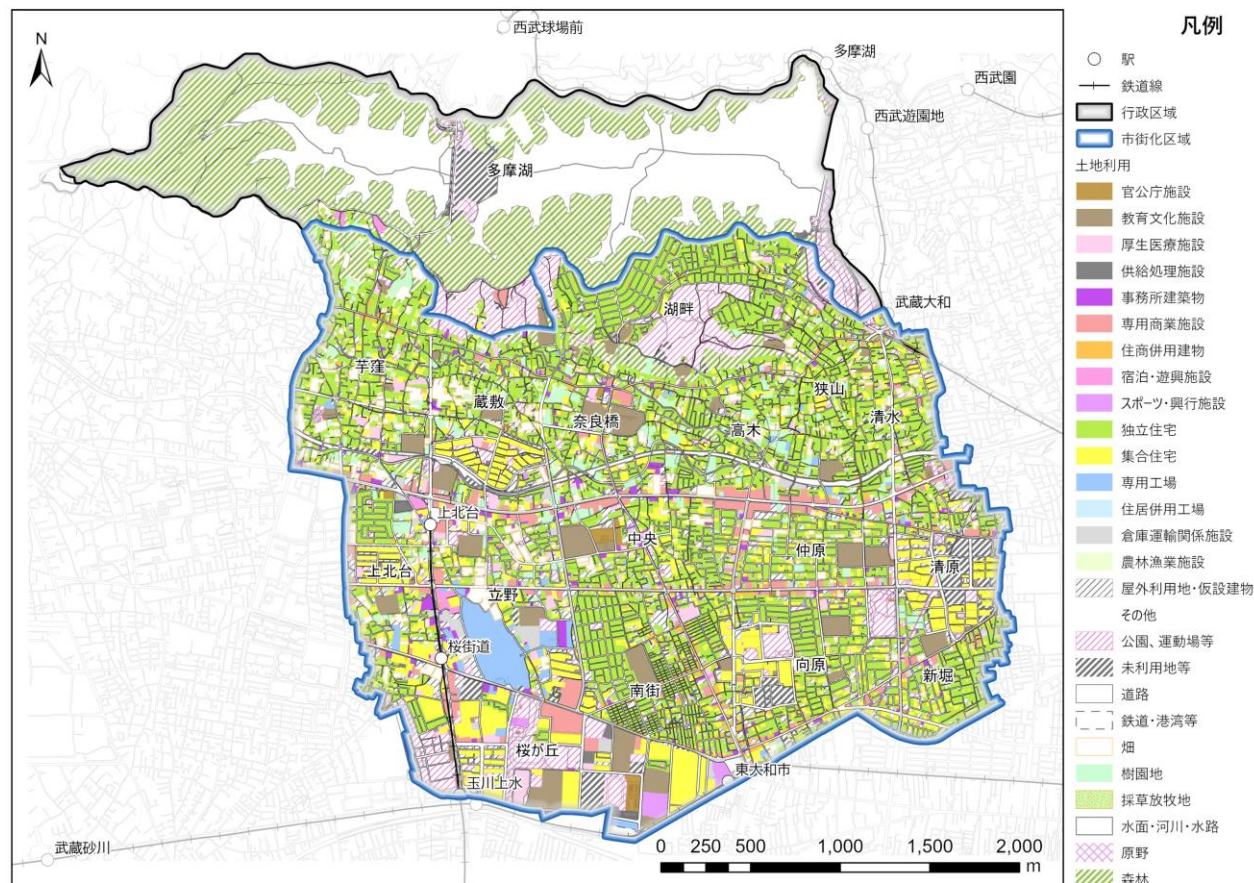 N
西武球場前
多摩湖
西武園
西武遊園地
多摩湖
武蔵大和
湖畔
芋窪
蔵敷
奈良橋
狭山
清水
高木
上北台
中央
仲原
清原
上北台
立野
桜街道
向原
新堀
南街
桜が丘
東大和市
玉川上水
武蔵砂川
0 250 500 1,000 1,500 2,000
m
凡例
駅
鉄道線
行政区域
市街化区域
土地利用
官公庁施設
教育文化施設
厚生医療施設
供給処理施設
事務所建築物
専用商業施設
住商併用建物
宿泊・遊興施設
スポーツ・興行施設
独立住宅
集合住宅
専用工場
住居併用工場
倉庫運輸関係施設
農林漁業施設
屋外利用地・仮設建物
その他
公園、運動場等
未利用地等
道路
鉄道・港湾等
畑
樹園地
採草放牧地
水面・河川・水路
原野
森林